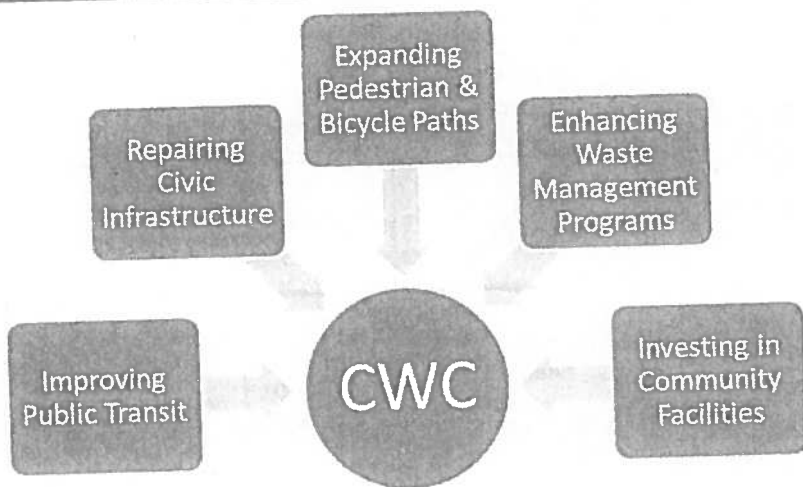 Expanding
Pedestrian &
Bicycle Paths
Repairing
Civic
Infrastructure
Enhancing
Waste
Management
Programs
Improving
Public Transit
CWC
Investing in
Community
Facilities